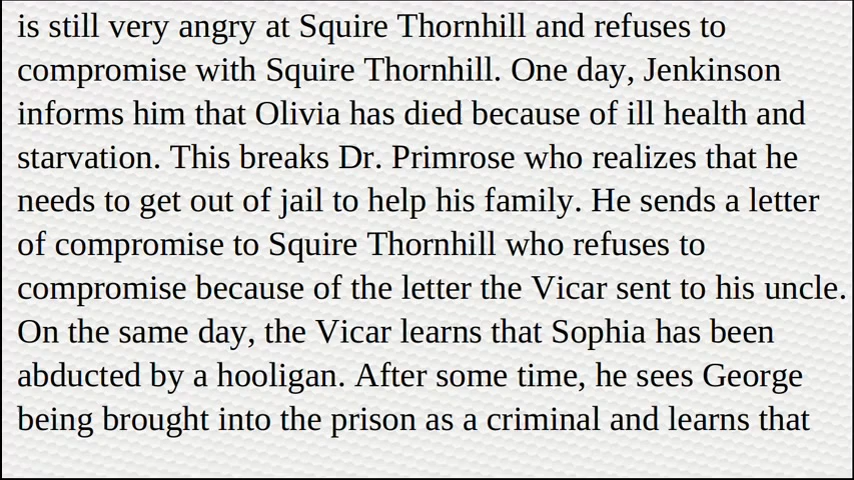 is still very angry at Squire Thornhill and refuses to
compromise with Squire Thornhill. One day, Jenkinson
informs him that Olivia has died because of ill health and
starvation. This breaks Dr. Primrose who realizes that he
needs to get out of jail to help his family. He sends a letter
of compromise to Squire Thornhill who refuses to
compromise because of the letter the Vicar sent to his uncle.
On the same day, the Vicar learns that Sophia has been
abducted by a hooligan. After some time, he sees George
being brought into the prison as a criminal and learns that